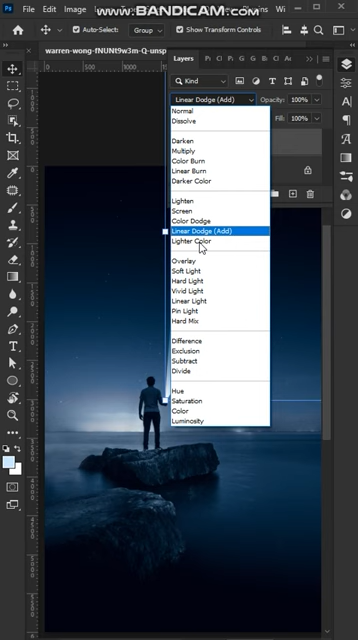 www.BANDICAM.com
Auto-Select:
Group
Show Transform Controls
warren-wong-fNUNt9w3m-Q-unsp
Layers
Kind
Linear Dodge (Add)
Opacity: 100%
Fill: 100%
Normal
Dissolve
Darken
Multiply
Color Burn
Linear Burn
Darker Color
Lighten
Screen
Color Dodge
Linear Dodge (Add)
Lighter Color
Overlay
Soft Light
Hard Light
Vivid Light
Linear Light
Pin Light
Hard Mix
Difference
Exclusion
Subtract
Divide
Hue
Saturation
Color
Luminosity